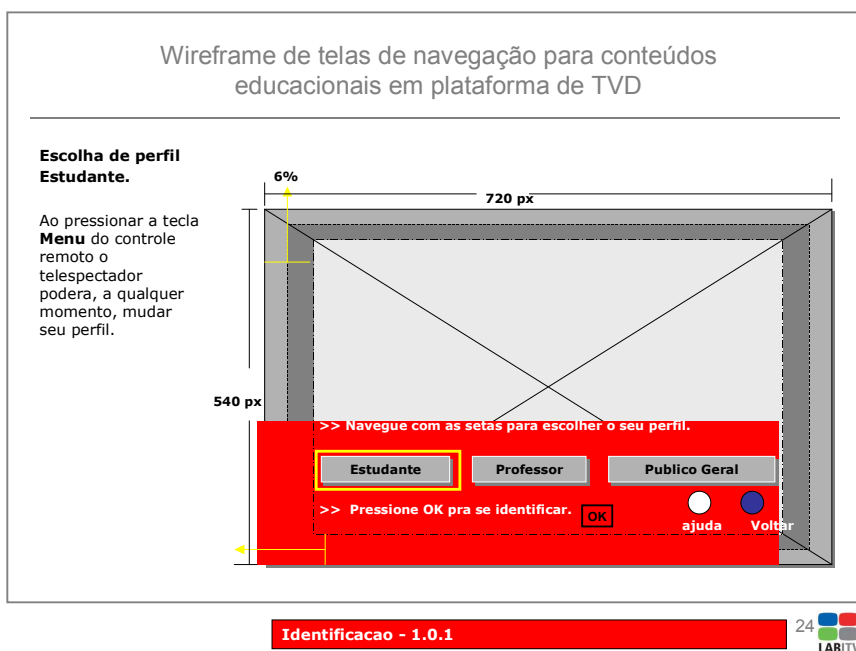 Wireframe de telas de navegação para conteúdos
educacionais em plataforma de TVD
Escolha de perfil
Estudante.
Ao pressionar a tecla
Menu do controle
remoto o
telespectador
podera, a qualquer
momento, mudar
seu perfil.
6%
720 px
540 px
>> Navegue com as setas para escolher o seu perfil.
Estudante
Professor
Publico Geral
>> Pressione OK pra se identificar.
OK
ajuda
Voltar
Identificacao - 1.0.1
24
LABITV